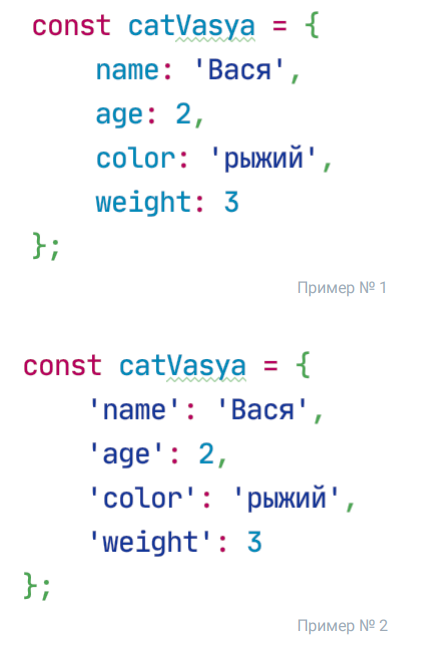 const catVasya = {
    name: 'Вася',
    age: 2,
    color: 'рыжий',
    weight: 3
};
Пример № 1
const catVasya = {
    'name': 'Вася',
    'age': 2,
    'color': 'рыжий',
    'weight': 3
};
Пример № 2